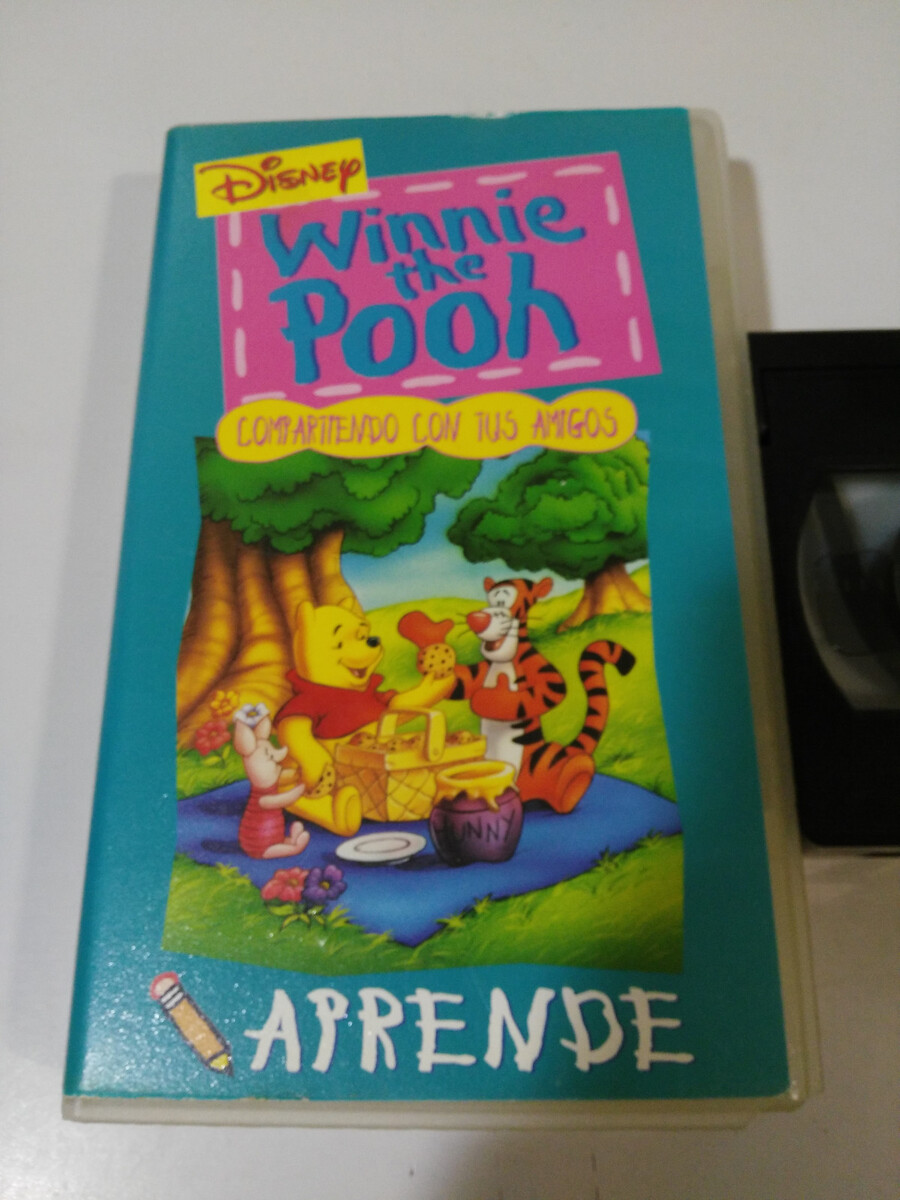 Disney
Winnie
the
Pooh
COMPARTIENDO CON TUS AMIGOS
HUNNY
APRENDE